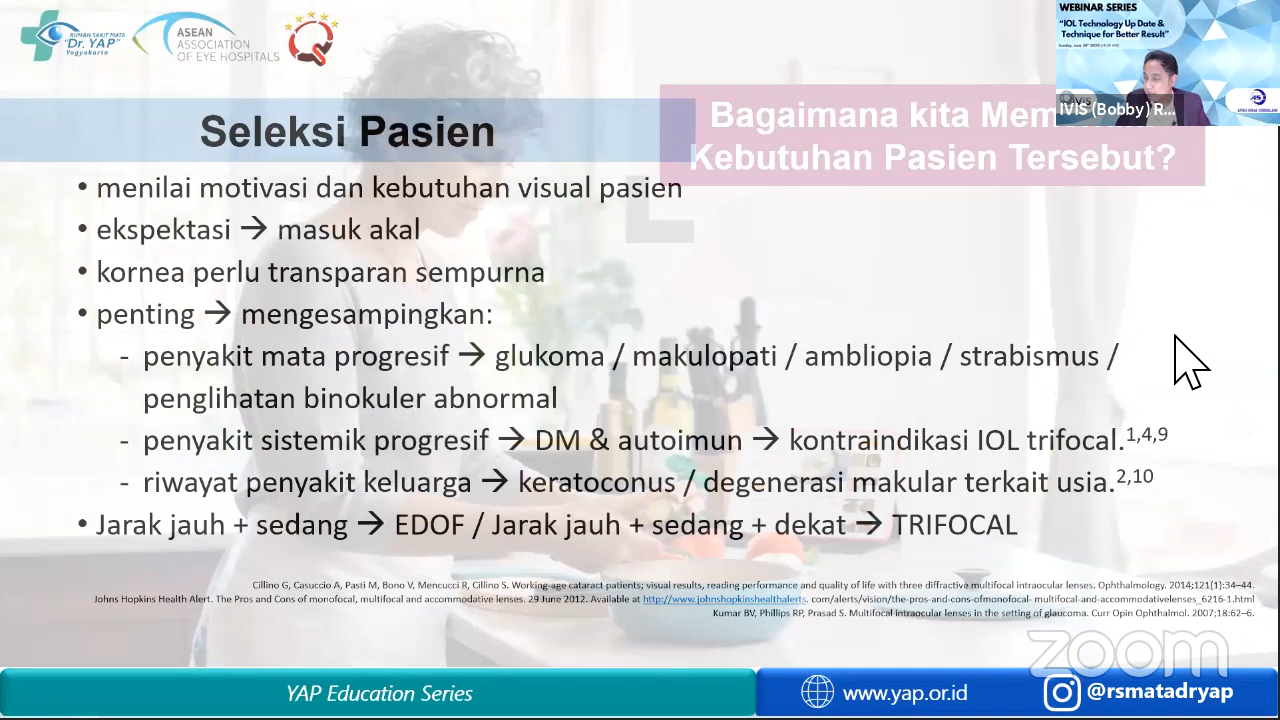 RUMAH SAKIT MATA
"Dr. YAP"
Yogyakarta
ASEAN
ASSOCIATION
OF EYE HOSPITALS
WEBINAR SERIES
"IOL Technology Up Date &
Technique for Better Result"
IVIS (Bobby) R...
Seleksi Pasien
Bagaimana kita
Kebutuhan Pasien Tersebut?
• menilai motivasi dan kebutuhan visual pasien
• ekspektasi → masuk akal
• kornea perlu transparan sempurna
• penting → mengesampingkan:
- penyakit mata progresif → glukoma / makulopati / ambliopia / strabismus /
penglihatan binokuler abnormal
- penyakit sistemik progresif → DM & autoimun → kontraindikasi IOL trifocal.1,4,9
- riwayat penyakit keluarga → keratoconus / degenerasi makular terkait usia.2,10
• Jarak jauh + sedang → EDOF / Jarak jauh + sedang + dekat → TRIFOCAL
Cillino G, Casuccio A, Pasti M, Bono V, Mencucci R, Cillino S. Working-age cataract patients; visual results, reading performance and quality of life with three diffractive multifocal intraocular lenses. Ophthalmology. 2014;121(1):34–44.
Johns Hopkins Health Alert. The Pros and Cons of monofocal, multifocal and accommodative lenses. 29 June 2012. Available at http://www.johnshopkinshealthalerts. com/alerts/vision/the-pros-and-cons-ofmonofocal- multifocal-and-accommodativelenses_6216-1.html
Kumar BV, Phillips RP, Prasad S. Multifocal intraocular lenses in the setting of glaucoma. Curr Opin Ophthalmol. 2007;18:62–6.
zoom
YAP Education Series
www.yap.or.id
@rsmatadryap